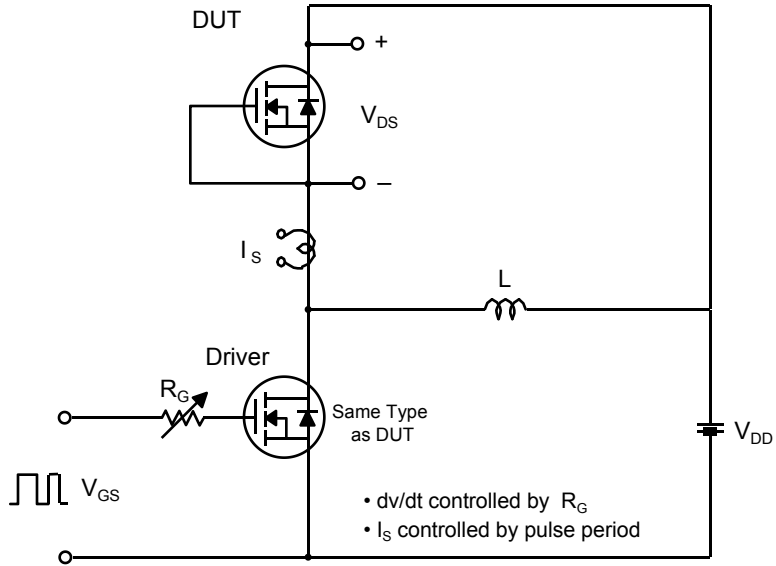 DUT
+
V_DS
−
I_S
L
Driver
R_G
Same Type
as DUT
V_DD
V_GS
• dv/dt controlled by R_G
• I_S controlled by pulse period